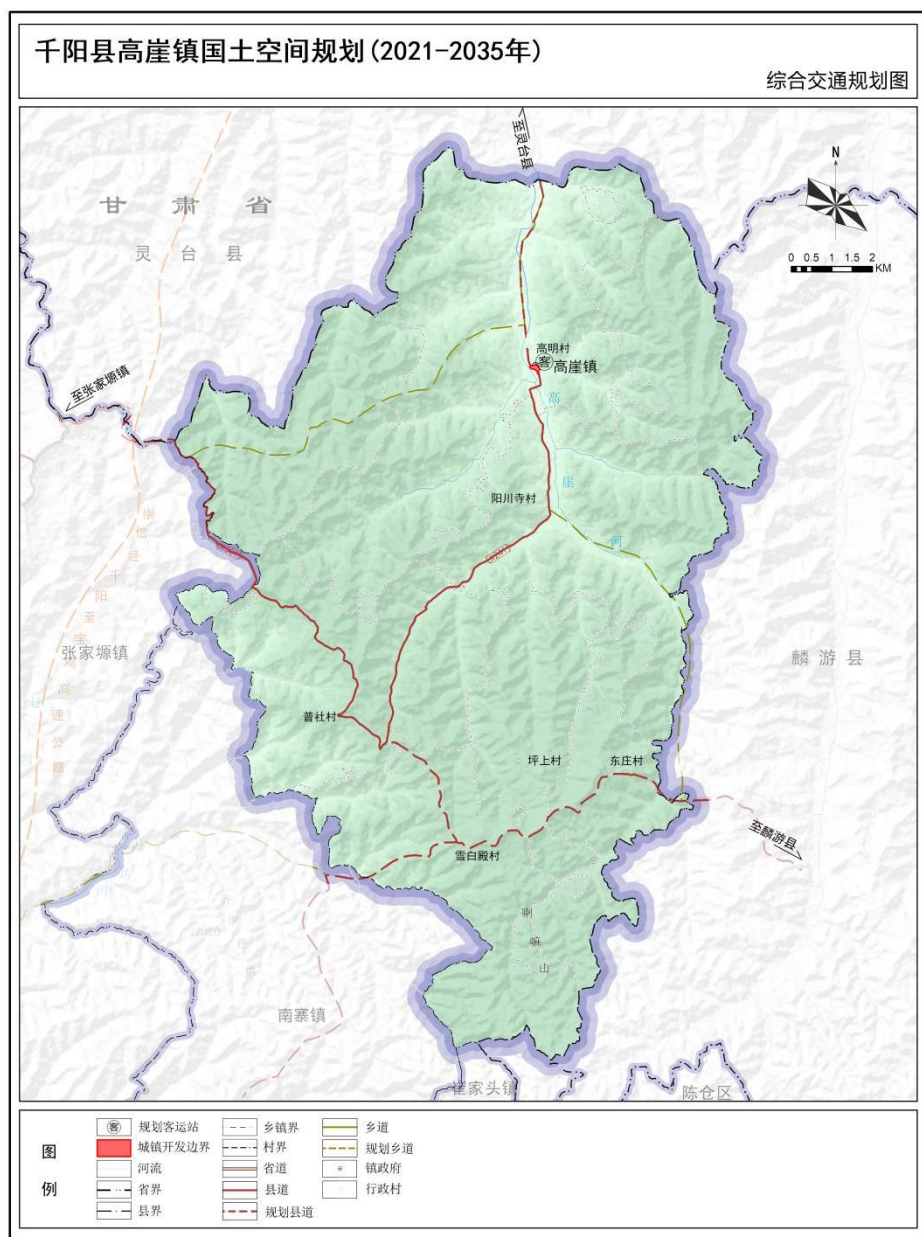 千阳县高崖镇国土空间规划(2021-2035年)
综合交通规划图
至灵台县
甘肃省
灵台县
N
0 0.5 1 1.5 2
KM
高明村
客
高崖镇
至张家塬镇
高崖河
阳川寺村
崇信经千阳至宝鸡高速公路
张家塬镇
麟游县
普社村
坪上村
东庄村
至麟游县
雪白殿村
喇嘛山
南寨镇
崔家头镇
陈仓区
图例
客 规划客运站
城镇开发边界
河流
省界
县界
乡镇界
村界
省道
县道
规划县道
乡道
规划乡道
镇政府
行政村